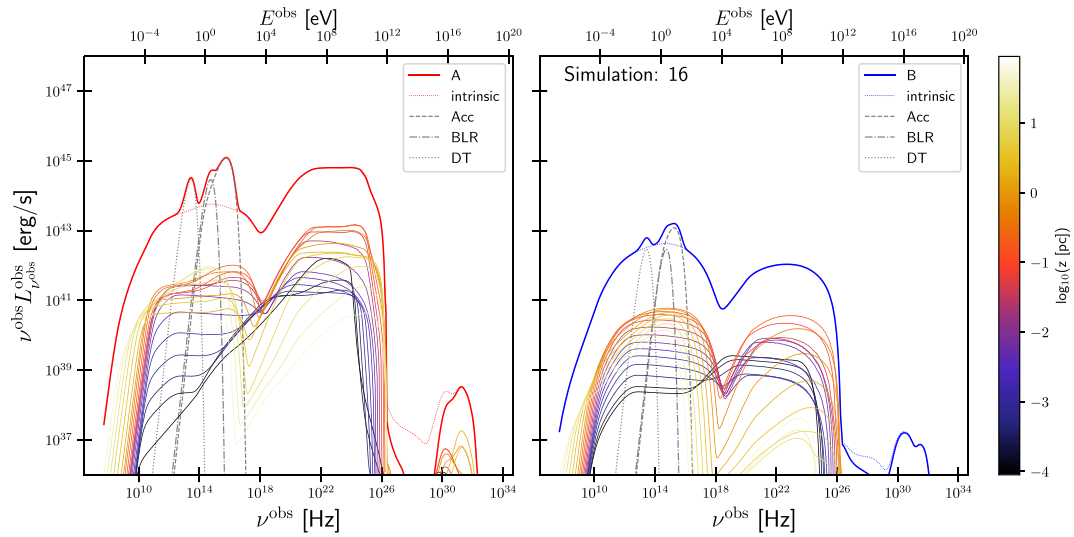 E^obs [eV] E^obs [eV]
10^−4 10^0 10^4 10^8 10^12 10^16 10^20 10^−4 10^0 10^4 10^8 10^12 10^16 10^20
A
intrinsic
Acc
BLR
DT
Simulation: 16
B
intrinsic
Acc
BLR
DT
10^47
10^45
10^43
10^41
10^39
10^37
ν^obs L^obs_ν^obs [erg/s]
10^10 10^14 10^18 10^22 10^26 10^30 10^34 10^10 10^14 10^18 10^22 10^26 10^30 10^34
ν^obs [Hz] ν^obs [Hz]
1
0
−1
−2
−3
−4
log₁₀(z [pc])